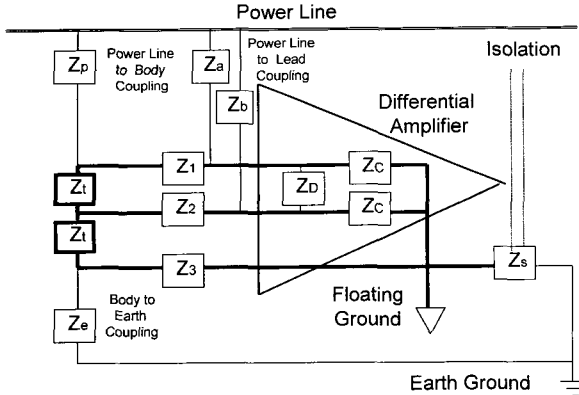 Power Line
Zp
Power Line
to Body
Coupling
Za
Zb
Power Line
to Lead
Coupling
Isolation
Differential
Amplifier
Zt
Z1
ZC
ZD
Zt
Z2
ZC
Z3
Zs
Ze
Body to
Earth
Coupling
Floating
Ground
Earth Ground